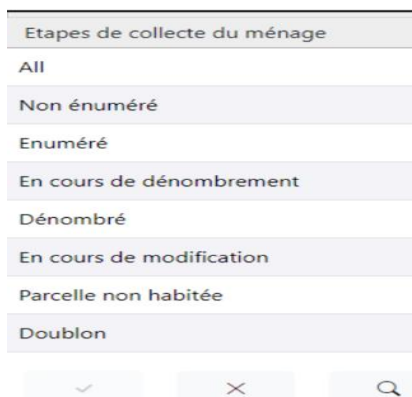 Etapes de collecte du ménage
All
Non énuméré
Enuméré
En cours de dénombrement
Dénombré
En cours de modification
Parcelle non habitée
Doublon